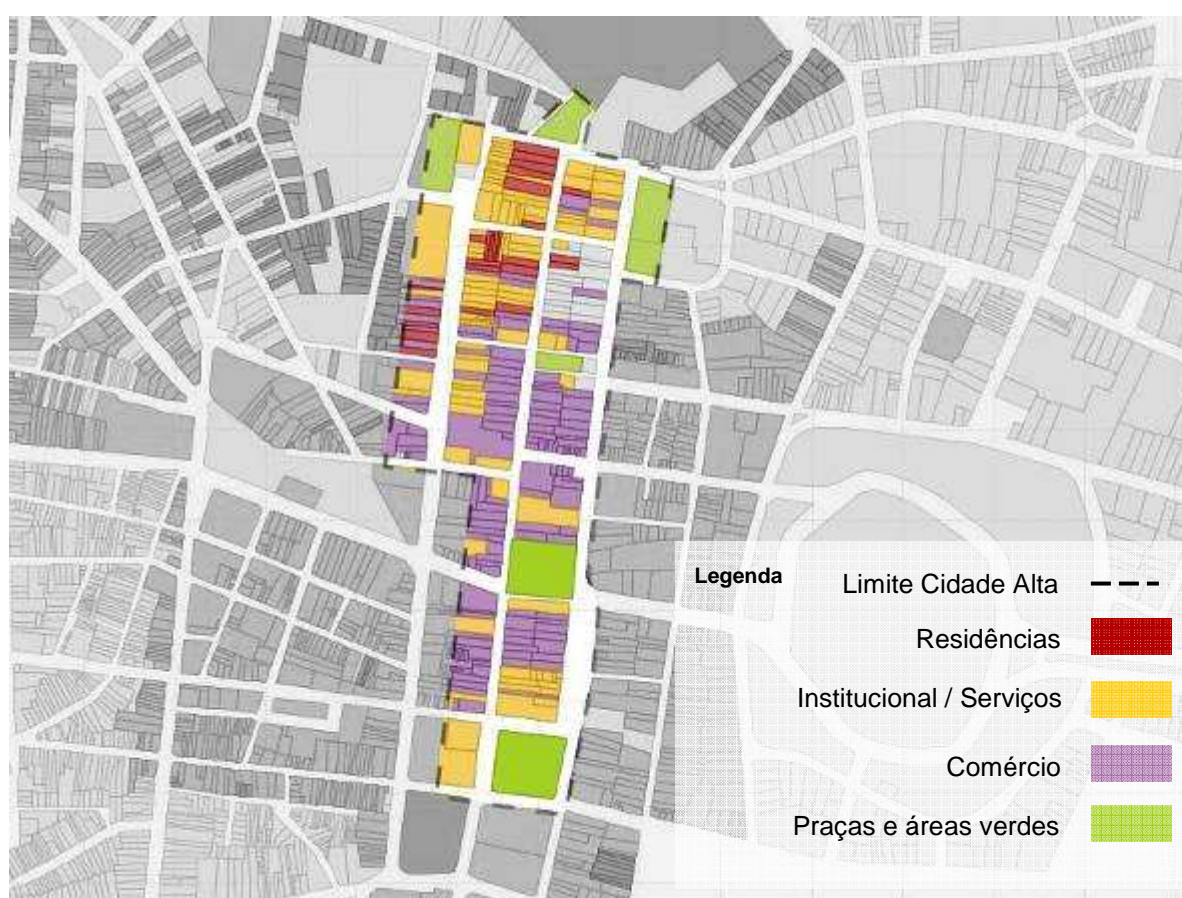 Legenda
Limite Cidade Alta
Residências
Institucional / Serviços
Comércio
Praças e áreas verdes